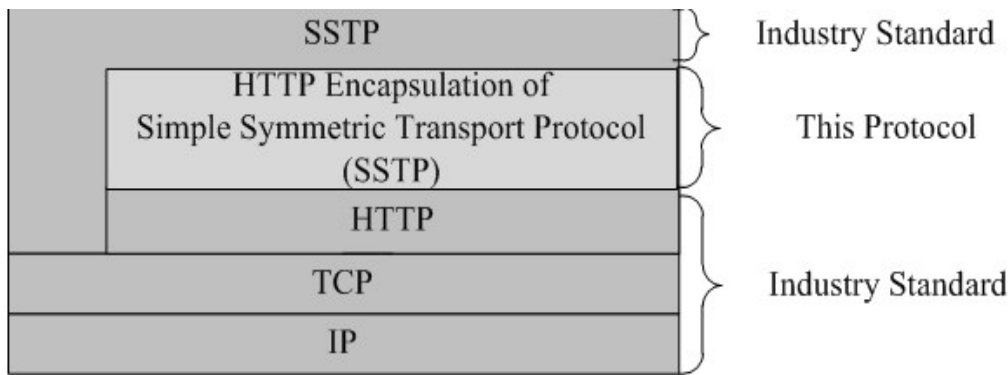 SSTP
Industry Standard
HTTP Encapsulation of
Simple Symmetric Transport Protocol
(SSTP)
This Protocol
HTTP
TCP
Industry Standard
IP